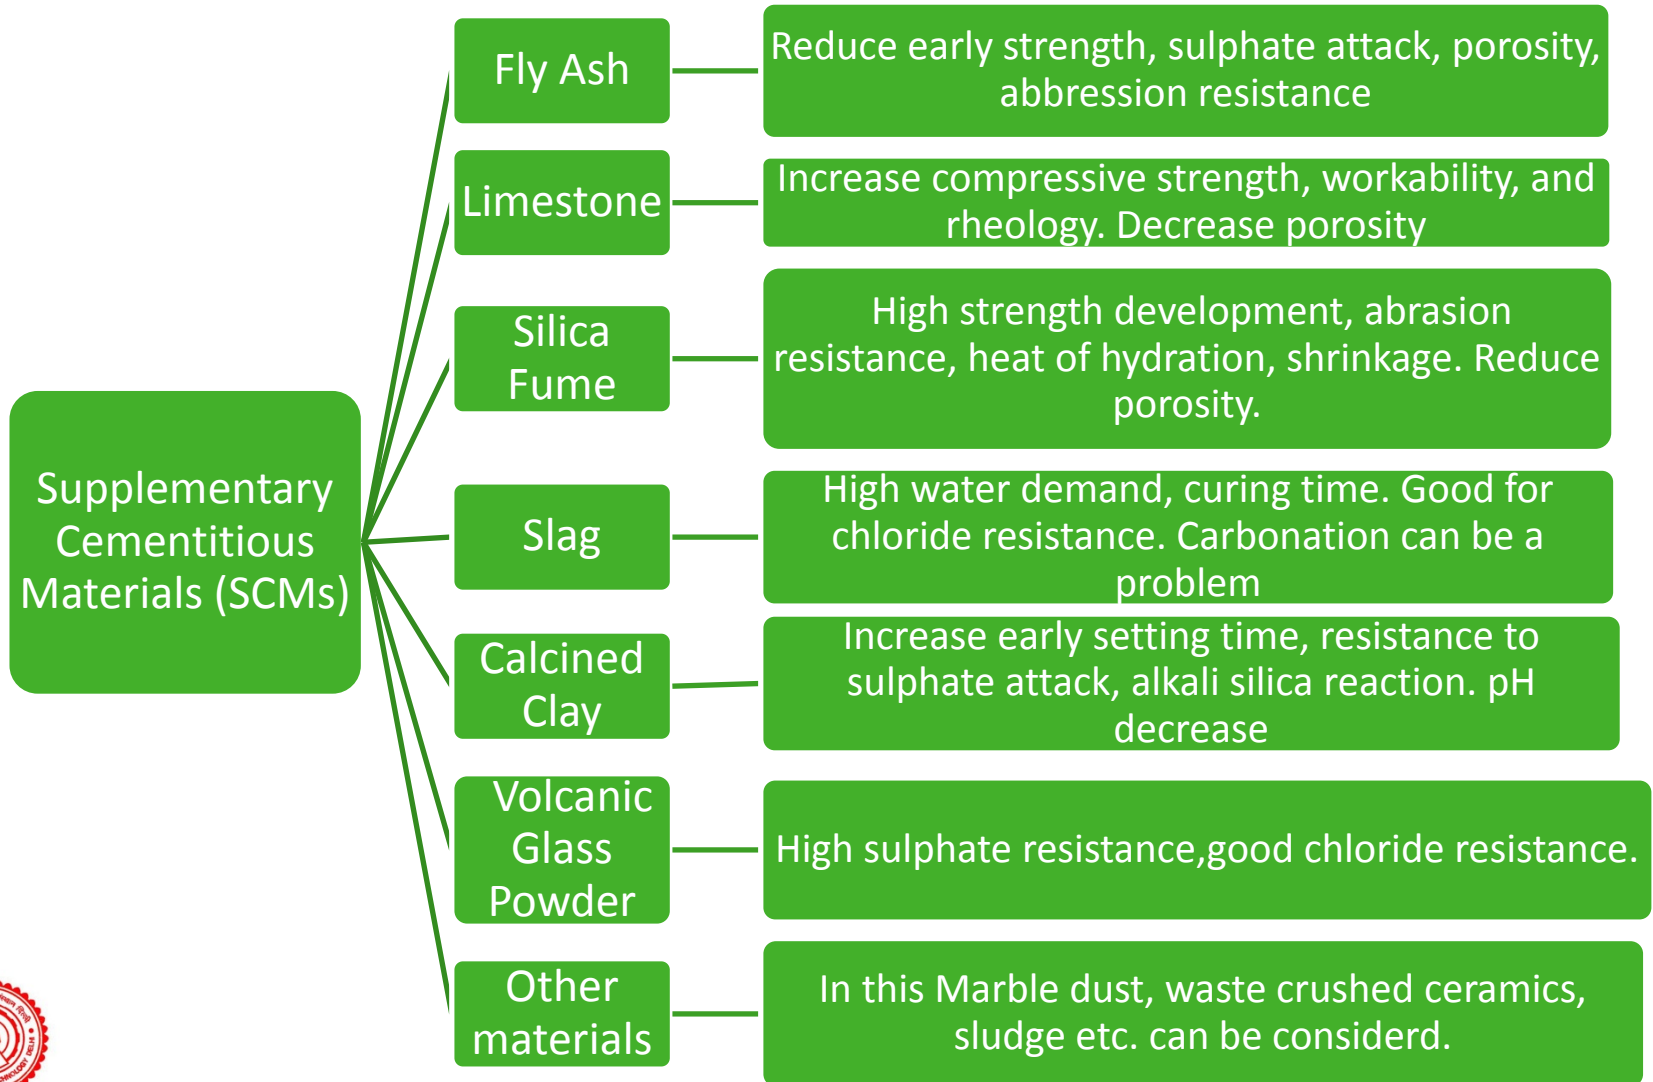 Supplementary
Cementitious
Materials (SCMs)
Fly Ash
Reduce early strength, sulphate attack, porosity,
abbression resistance
Limestone
Increase compressive strength, workability, and
rheology. Decrease porosity
Silica
Fume
High strength development, abrasion
resistance, heat of hydration, shrinkage. Reduce
porosity.
Slag
High water demand, curing time. Good for
chloride resistance. Carbonation can be a
problem
Calcined
Clay
Increase early setting time, resistance to
sulphate attack, alkali silica reaction. pH
decrease
Volcanic
Glass
Powder
High sulphate resistance,good chloride resistance.
Other
materials
In this Marble dust, waste crushed ceramics,
sludge etc. can be considerd.